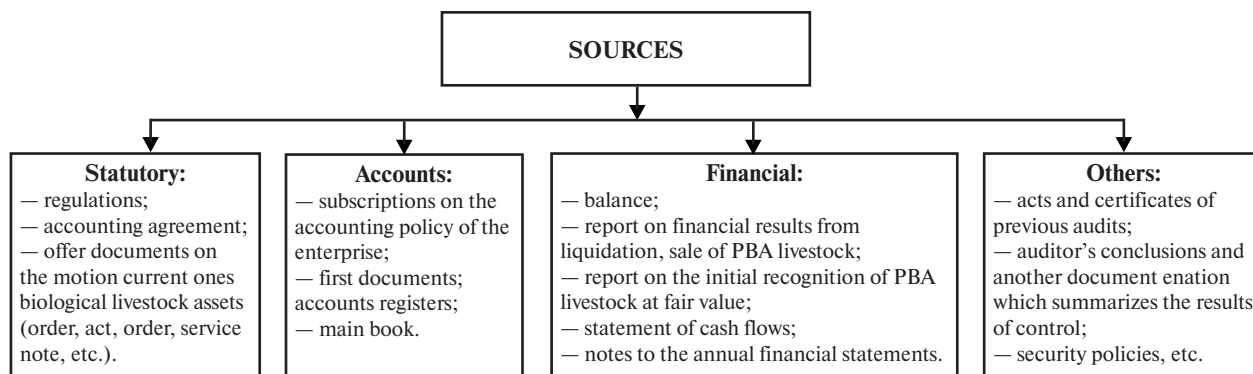 SOURCES
Statutory:
— regulations;
— accounting agreement;
— offer documents on
the motion current ones
biological livestock assets
(order, act, order, service
note, etc.).
Accounts:
— subscriptions on the
accounting policy of the
enterprise;
— first documents;
accounts registers;
— main book.
Financial:
— balance;
— report on financial results from
liquidation, sale of PBA livestock;
— report on the initial recognition of PBA
livestock at fair value;
— statement of cash flows;
— notes to the annual financial statements.
Others:
— acts and certificates of
previous audits;
— auditor’s conclusions and
another document enation
which summarizes the results
of control;
— security policies, etc.